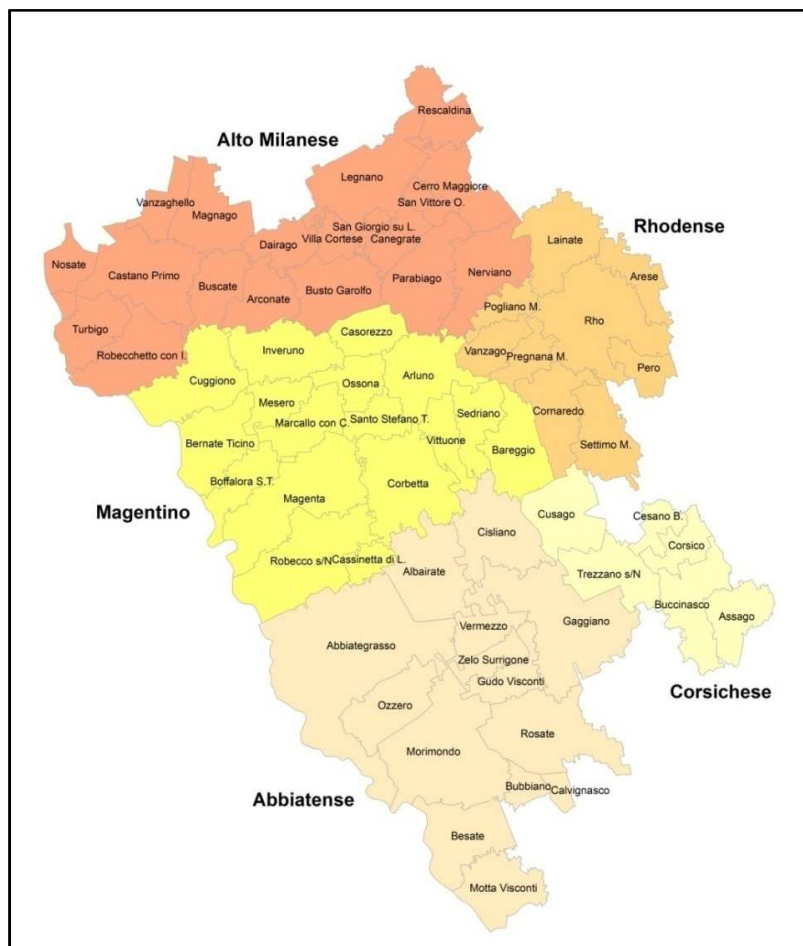 Rescaldina
Alto Milanese
Legnano
Cerro Maggiore
Vanzaghello
San Vittore O.
Magnago
San Giorgio su L.
Rhodense
Dairago
Villa Cortese
Canegrate
Lainate
Nosate
Castano Primo
Nerviano
Arese
Buscate
Parabiago
Busto Garolfo
Arconate
Pogliano M.
Rho
Turbigo
Casorezzo
Robecchetto con I.
Inveruno
Vanzago
Pregnana M.
Pero
Cuggiono
Ossona
Arluno
Mesero
Sedriano
Cornaredo
Marcallo con C.
Santo Stefano T.
Bernate Ticino
Vittuone
Settimo M.
Bareggio
Boffalora S.T.
Corbetta
Magenta
Magentino
Cusago
Cesano B.
Cisliano
Corsico
Robecco s/N
Cassinetta di L.
Albairate
Trezzano s/N
Buccinasco
Assago
Gaggiano
Vermezzo
Abbiategrasso
Zelo Surrigone
Gudo Visconti
Corsichese
Ozzero
Rosate
Morimondo
Bubbiano
Calvignasco
Abbiatense
Besate
Motta Visconti